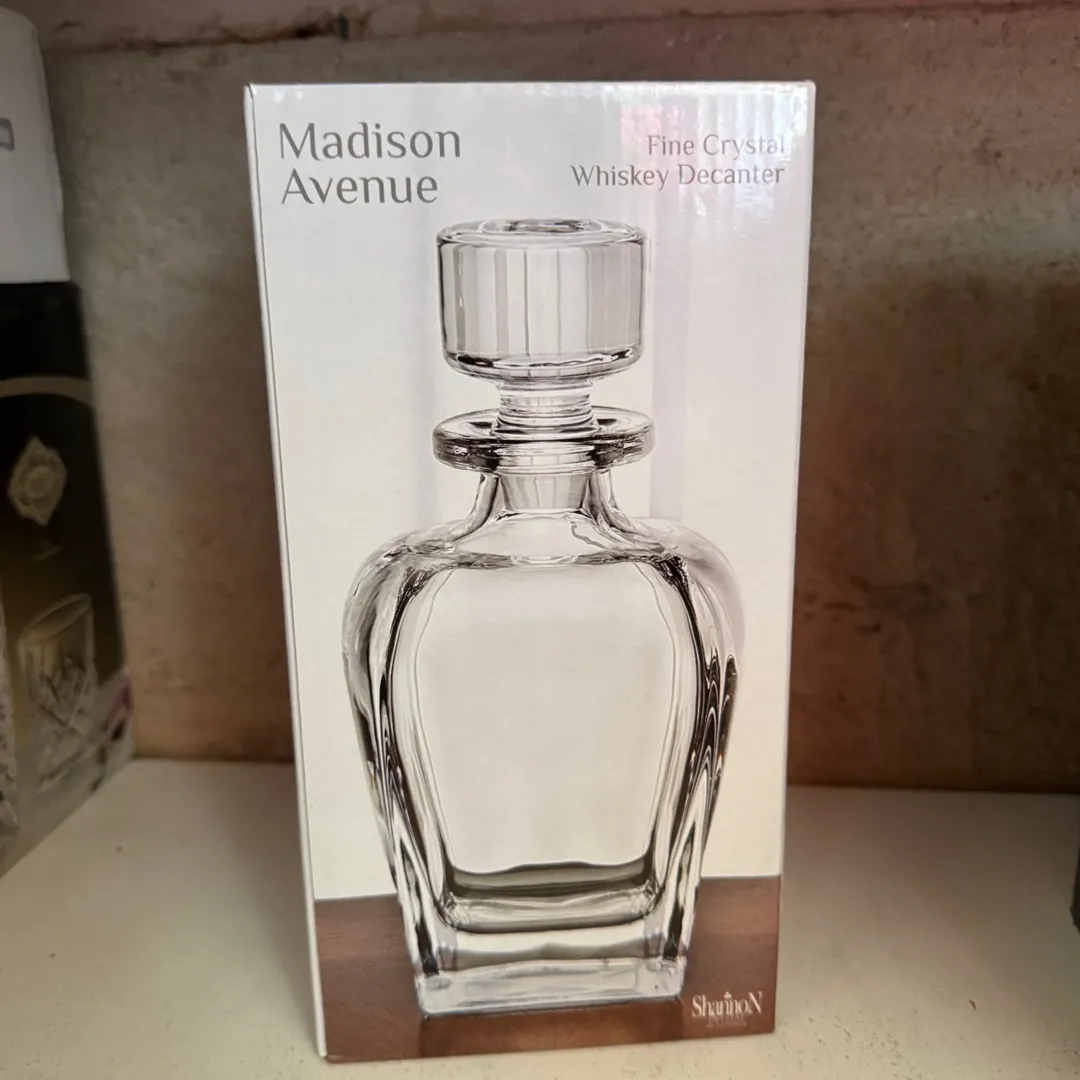 Madison
Avenue
Fine Crystal
Whiskey Decanter
ShannoN